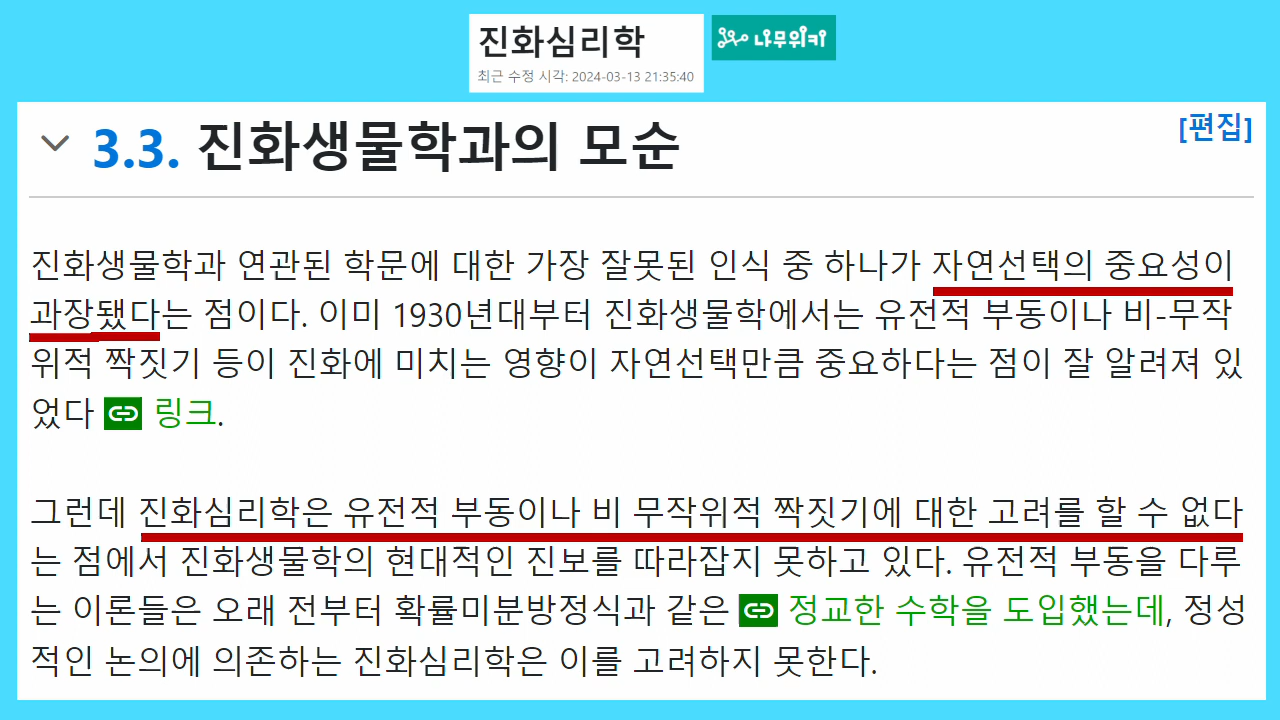 진화심리학
최근 수정 시각: 2024-03-13 21:35:40
나무위키
3.3. 진화생물학과의 모순
[편집]
진화생물학과 연관된 학문에 대한 가장 잘못된 인식 중 하나가 자연선택의 중요성이
과장됐다는 점이다. 이미 1930년대부터 진화생물학에서는 유전적 부동이나 비-무작
위적 짝짓기 등이 진화에 미치는 영향이 자연선택만큼 중요하다는 점이 잘 알려져 있
었다 링크.
그런데 진화심리학은 유전적 부동이나 비 무작위적 짝짓기에 대한 고려를 할 수 없다
는 점에서 진화생물학의 현대적인 진보를 따라잡지 못하고 있다. 유전적 부동을 다루
는 이론들은 오래 전부터 확률미분방정식과 같은 정교한 수학을 도입했는데, 정성
적인 논의에 의존하는 진화심리학은 이를 고려하지 못한다.